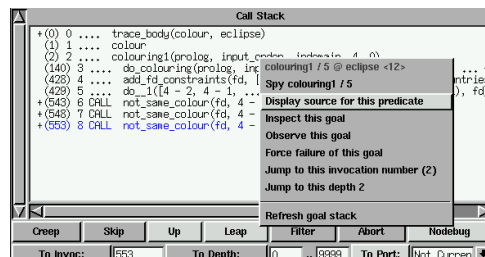 Call Stack
+(0) 0 .... trace_body(colour, eclipse)
(1) 1 .... colour
(2) 2 .... colouring1(prolog, input_order, indomain, 4, 0)
(140) 3 .... do_colouring(prolog, inp
(428) 4 .... add_fd_constraints(fd, [ ntrie
(429) 5 .... do__1([4 - 2, 4 - 1, ... ), fd
+(543) 6 CALL not_same_colour(fd, 4 -
+(548) 7 CALL not_same_colour(fd, 4 -
+(553) 8 CALL not_same_colour(fd, 4 -
colouring1 / 5 @ eclipse <12>
Spy colouring1 / 5
Display source for this predicate
Inspect this goal
Observe this goal
Force failure of this goal
Jump to this invocation number (2)
Jump to this depth 2
Refresh goal stack
Creep Skip Up Leap Filter Abort Nodebug
To Invoc: 553 To Depth: 0 .. 9999 To Port: Not Curren